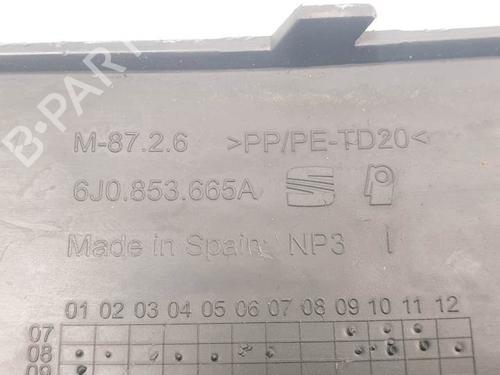 M-87.2.6 >PP/PE-TD20<
6J0.853.665A
Made in Spain NP3 I
01 02 03 04 05 06 07 08 09 10 11 12
07
08
09